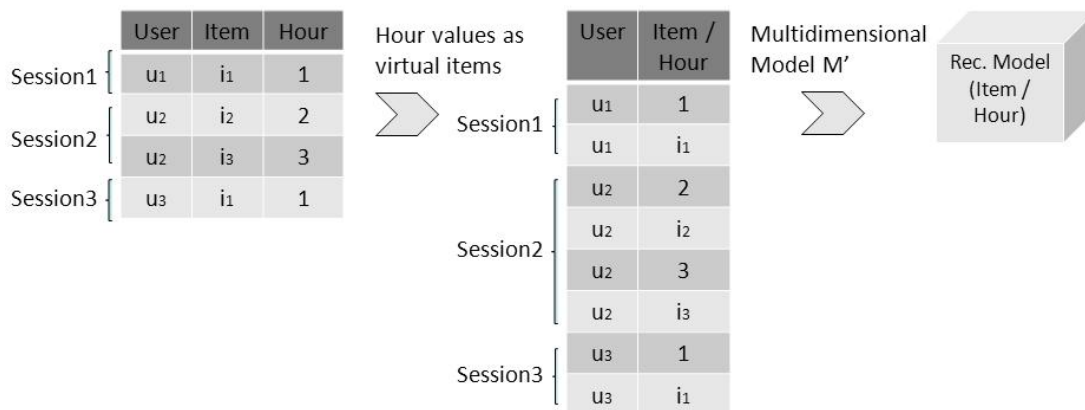 User Item Hour
Session1 u1 i1 1
Session2 u2 i2 2
u2 i3 3
Session3 u3 i1 1
Hour values as
virtual items
User Item /
Hour
Session1 u1 1
u1 i1
Session2 u2 2
u2 i2
u2 3
u2 i3
Session3 u3 1
u3 i1
Multidimensional
Model M’
Rec. Model
(Item /
Hour)